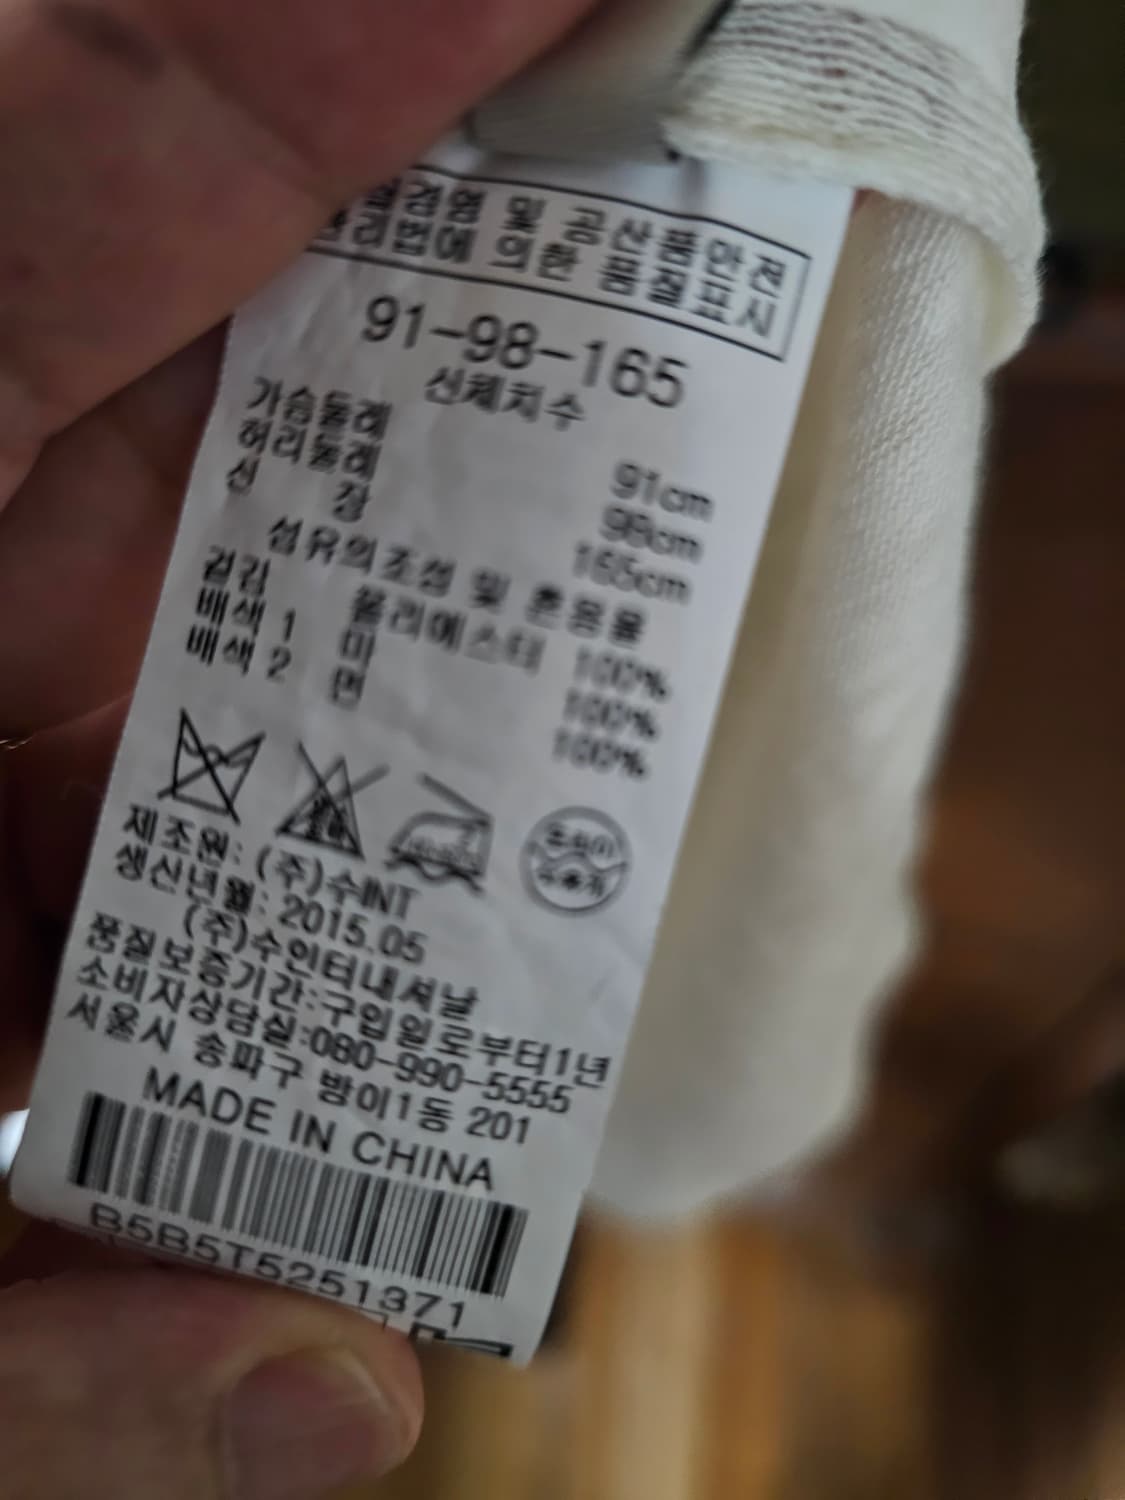 품질경영 및 공산품안전
관리법에 의한 품질표시
91-98-165
신체치수
가슴둘레 91cm
허리둘레 98cm
신 장 165cm
섬유의조성 및 혼용율
겉감 폴리에스터 100%
배색 1 마 100%
배색 2 면 100%
제조원: (주)수INT
생산년월: 2015.05
(주)수인터내셔날
품질보증기간:구입일로부터1년
소비자상담실:080-990-5555
서울시 송파구 방이1동 201
MADE IN CHINA
B5B5T5251371